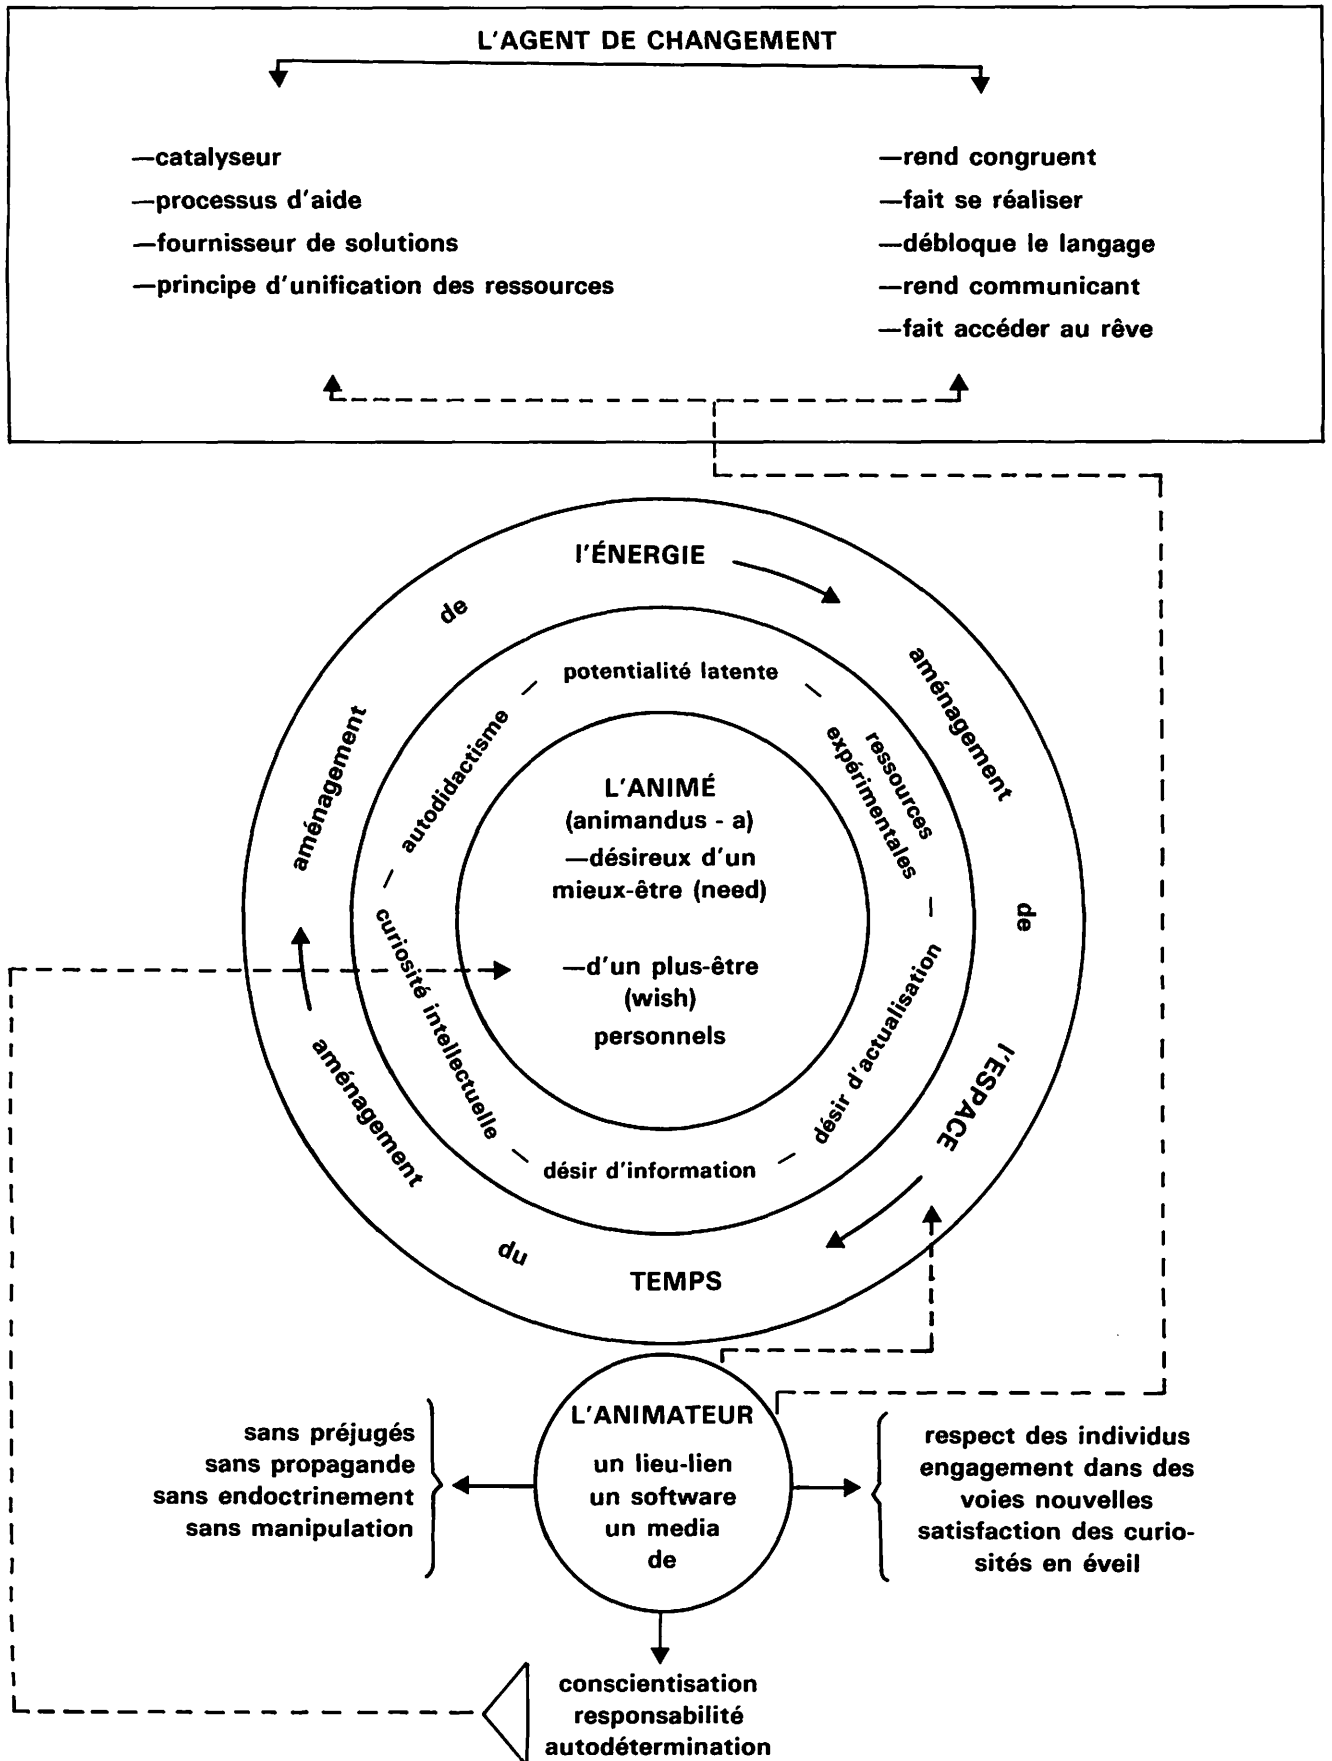 L'AGENT DE CHANGEMENT
—catalyseur
—processus d'aide
—fournisseur de solutions
—principe d'unification des ressources
—rend congruent
—fait se réaliser
—débloque le langage
—rend communicant
—fait accéder au rêve
aménagement de l'ÉNERGIE
aménagement de l'ESPACE
aménagement du TEMPS
potentialité latente
ressources
expérimentales
désir d'actualisation
désir d'information
curiosité intellectuelle
autodidactisme
L'ANIMÉ
(animandus - a)
—désireux d'un
mieux-être (need)
—d'un plus-être
(wish)
personnels
L'ANIMATEUR
un lieu-lien
un software
un media
de
sans préjugés
sans propagande
sans endoctrinement
sans manipulation
respect des individus
engagement dans des
voies nouvelles
satisfaction des curio-
sités en éveil
conscientisation
responsabilité
autodétermination